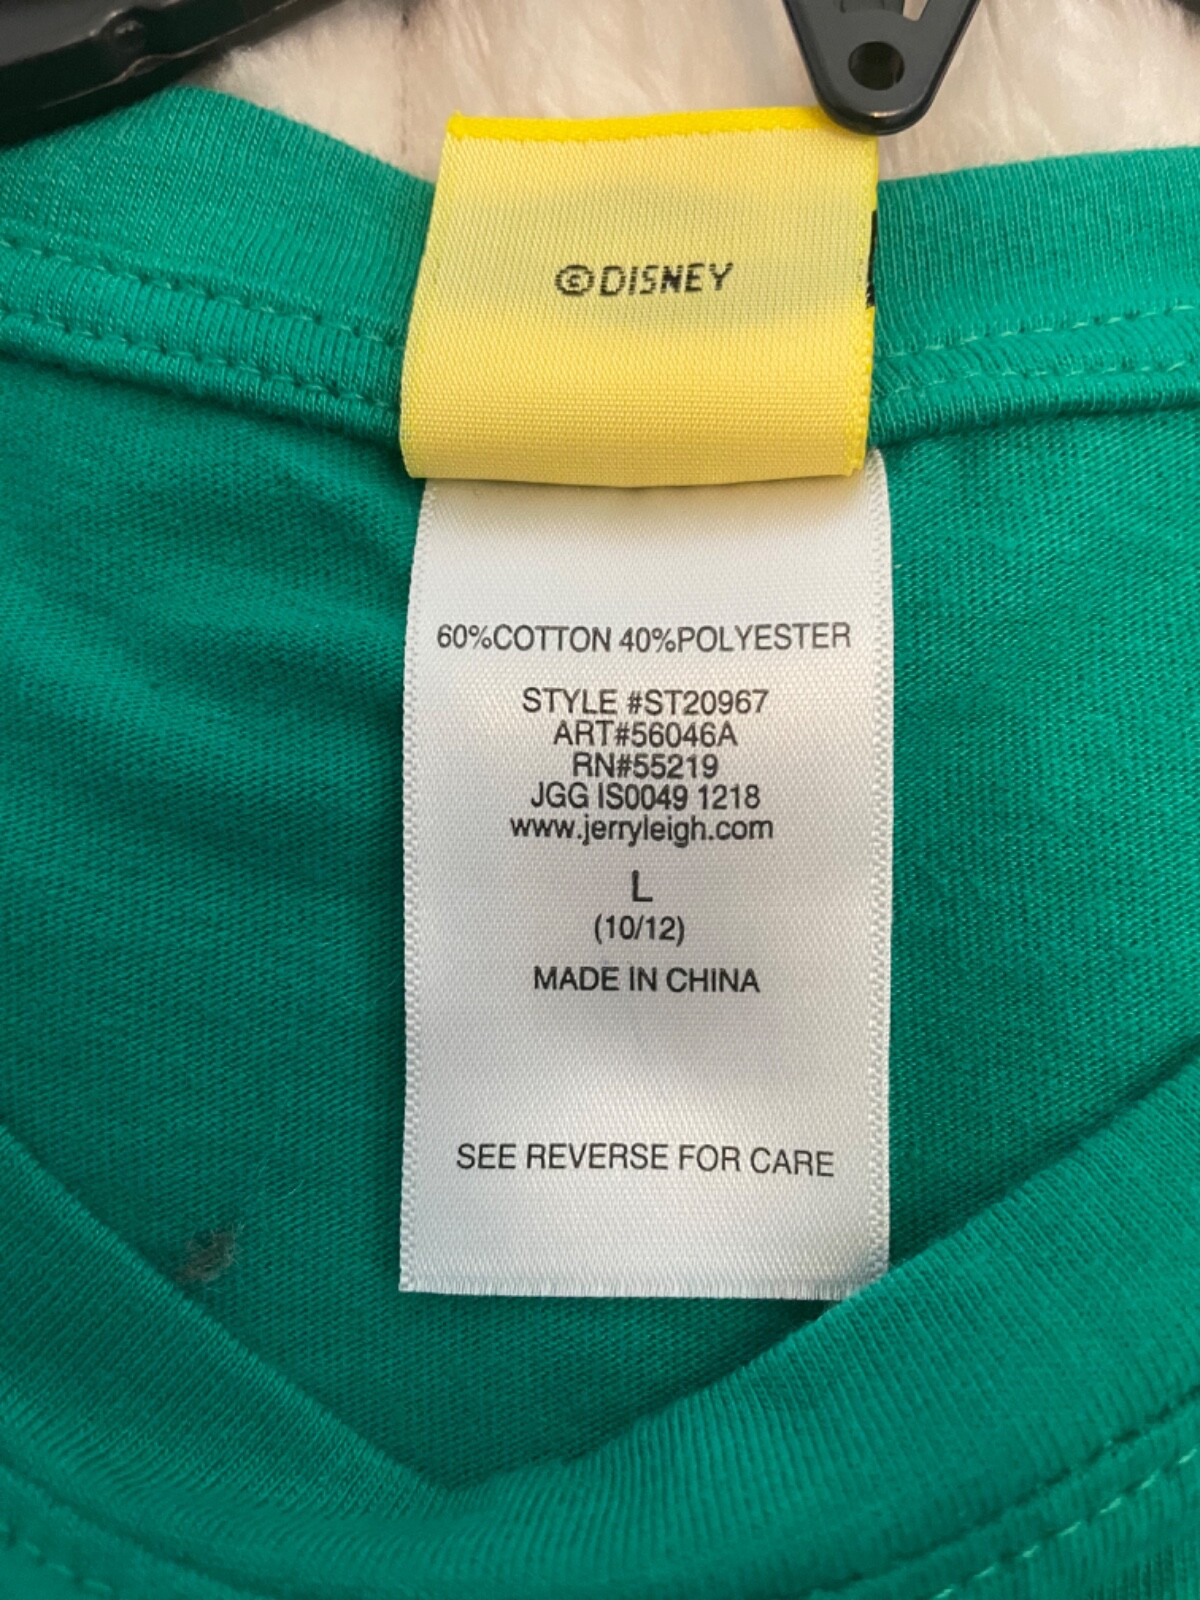 ©DISNEY
60%COTTON 40%POLYESTER
STYLE #ST20967
ART#56046A
RN#55219
JGG IS0049 1218
www.jerryleigh.com
L
(10/12)
MADE IN CHINA
SEE REVERSE FOR CARE